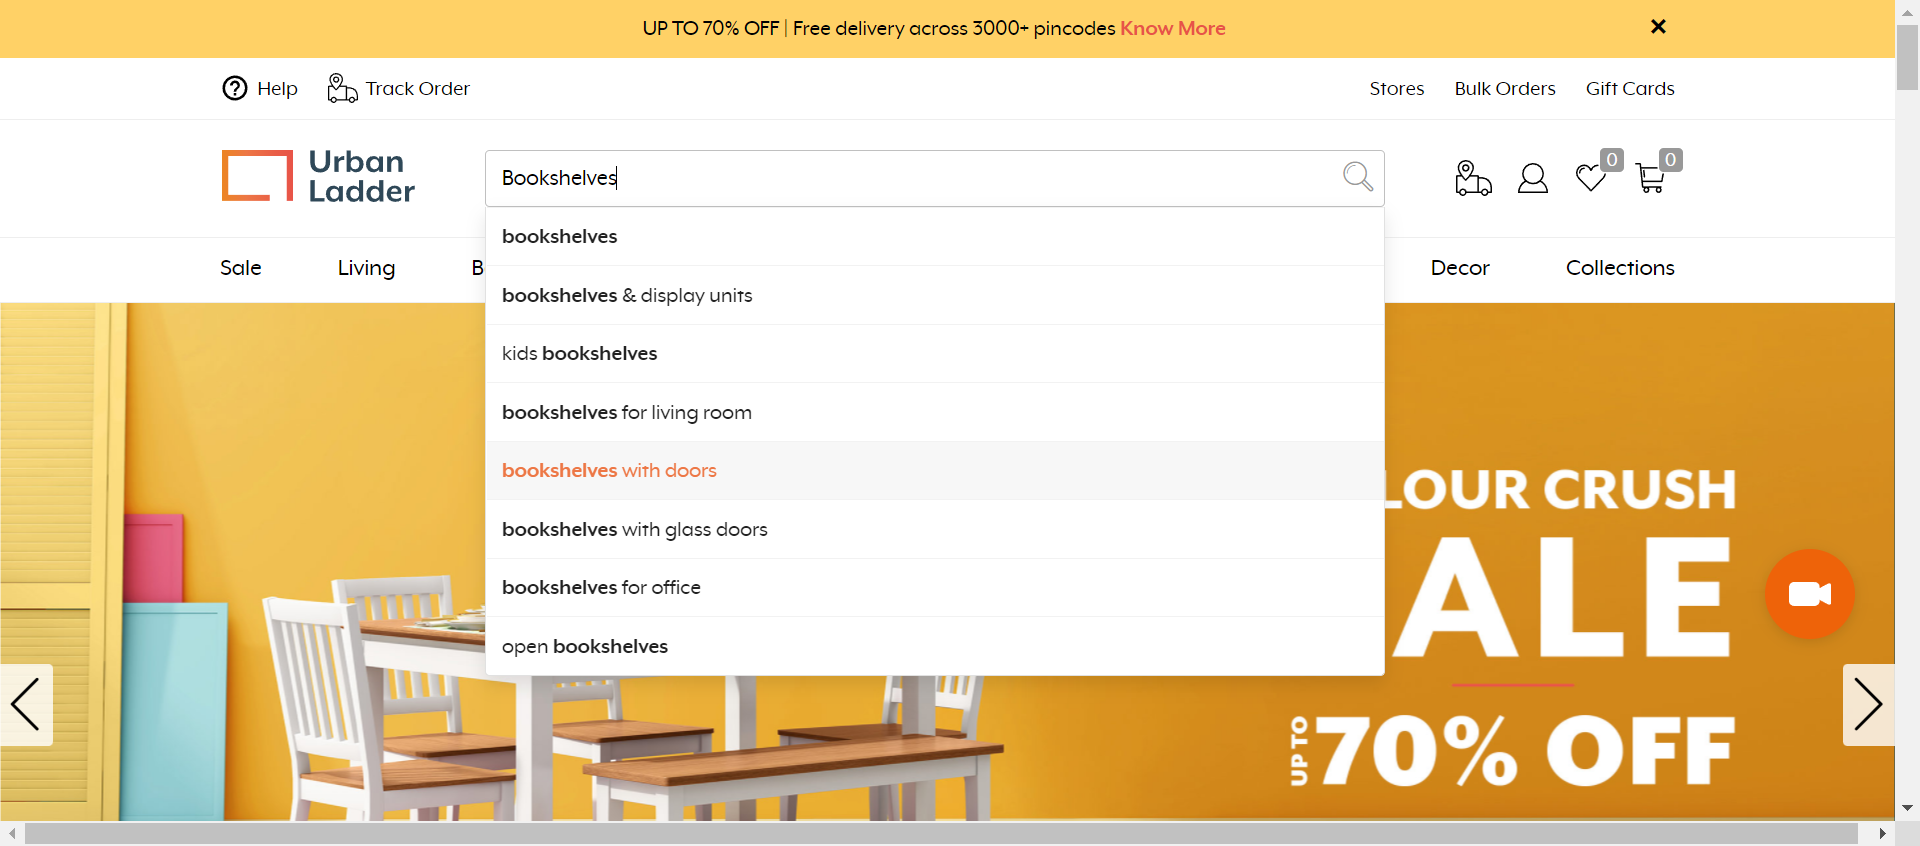 UP TO 70% OFF | Free delivery across 3000+ pincodes Know More
Help
Track Order
Stores
Bulk Orders
Gift Cards
Urban
Ladder
Bookshelves
0
0
bookshelves
bookshelves & display units
kids bookshelves
bookshelves for living room
bookshelves with doors
bookshelves with glass doors
bookshelves for office
open bookshelves
Sale
Living
B
Decor
Collections
LOUR CRUSH
ALE
UP TO
70% OFF